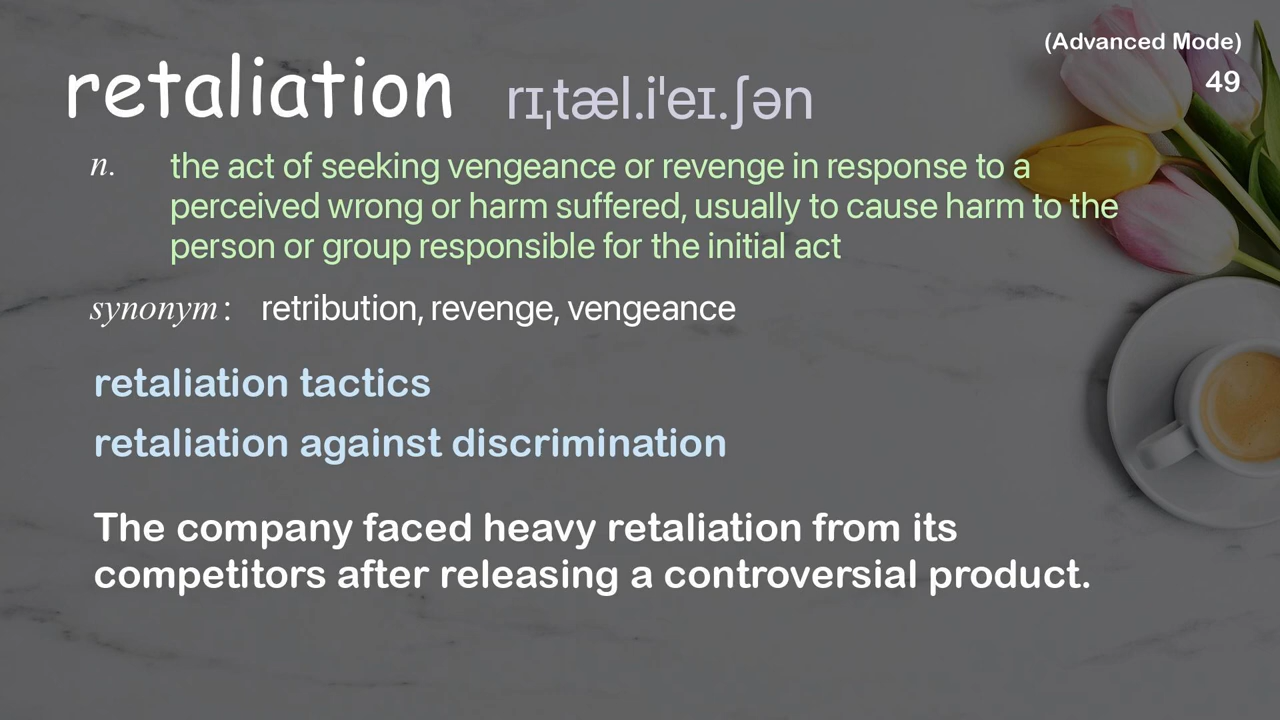 (Advanced Mode)
49
retaliation rɪˌtæl.iˈeɪ.ʃən
n. the act of seeking vengeance or revenge in response to a
perceived wrong or harm suffered, usually to cause harm to the
person or group responsible for the initial act
synonym : retribution, revenge, vengeance
retaliation tactics
retaliation against discrimination
The company faced heavy retaliation from its
competitors after releasing a controversial product.